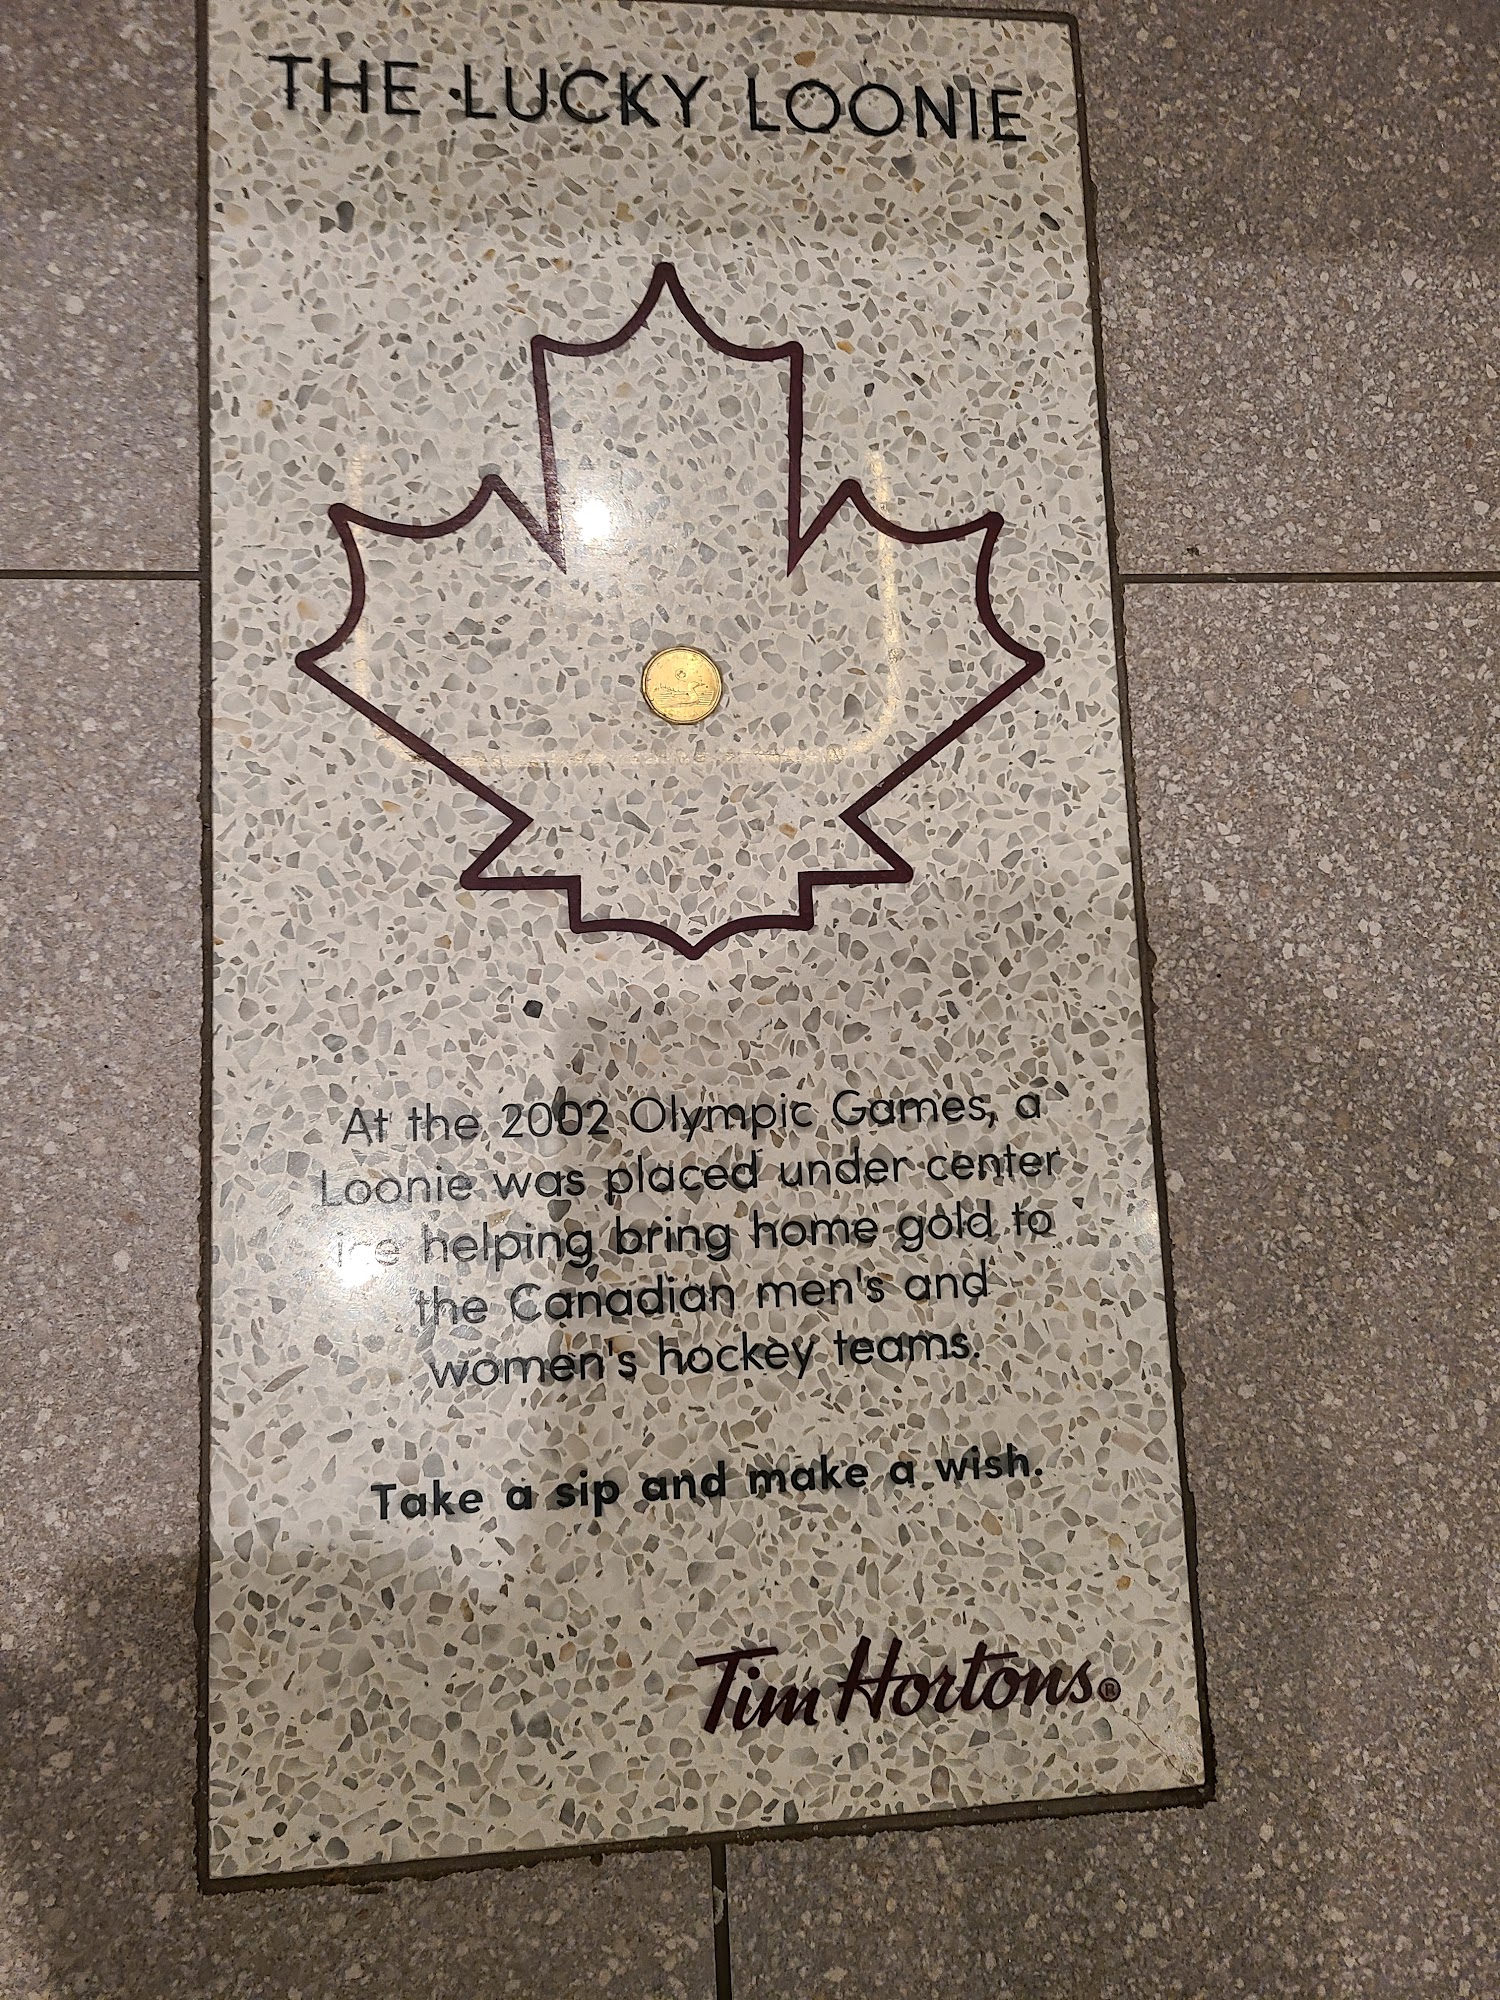 THE LUCKY LOONIE
At the 2002 Olympic Games, a
Loonie was placed under center
ice helping bring home gold to
the Canadian men's and
women's hockey teams.
Take a sip and make a wish.
Tim Hortons®